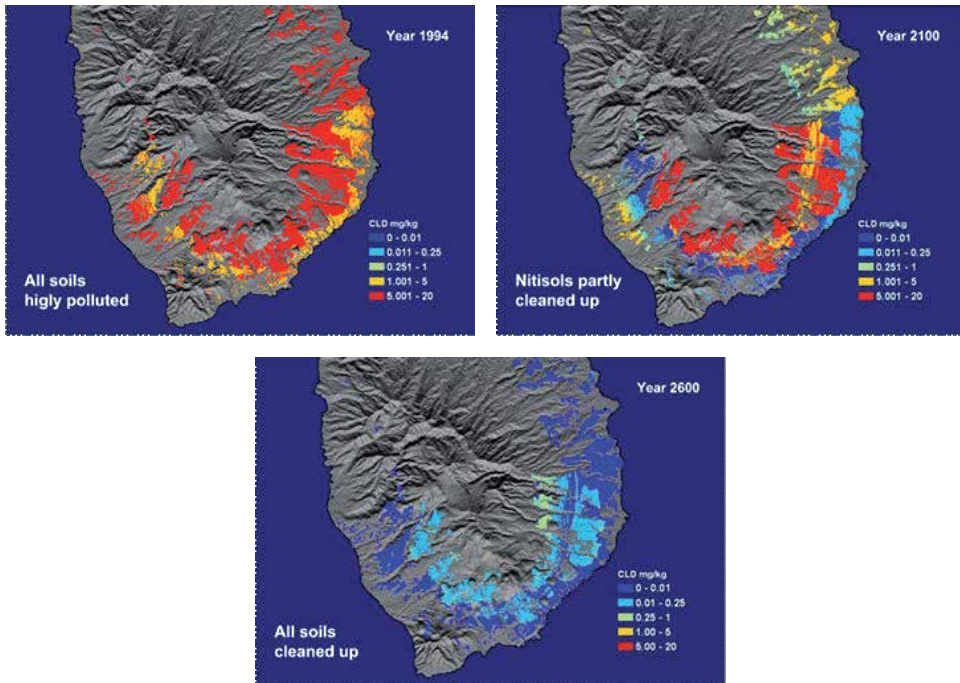 Year 1994
CLD mg/kg
0 - 0.01
0.011 - 0.25
0.251 - 1
1.001 - 5
5.001 - 20
All soils
higly polluted
Year 2100
CLD mg/kg
0 - 0.01
0.011 - 0.25
0.251 - 1
1.001 - 5
5.001 - 20
Nitisols partly
cleaned up
Year 2600
CLD mg/kg
0 - 0.01
0.01 - 0.25
0.25 - 1
1.00 - 5
5.00 - 20
All soils
cleaned up